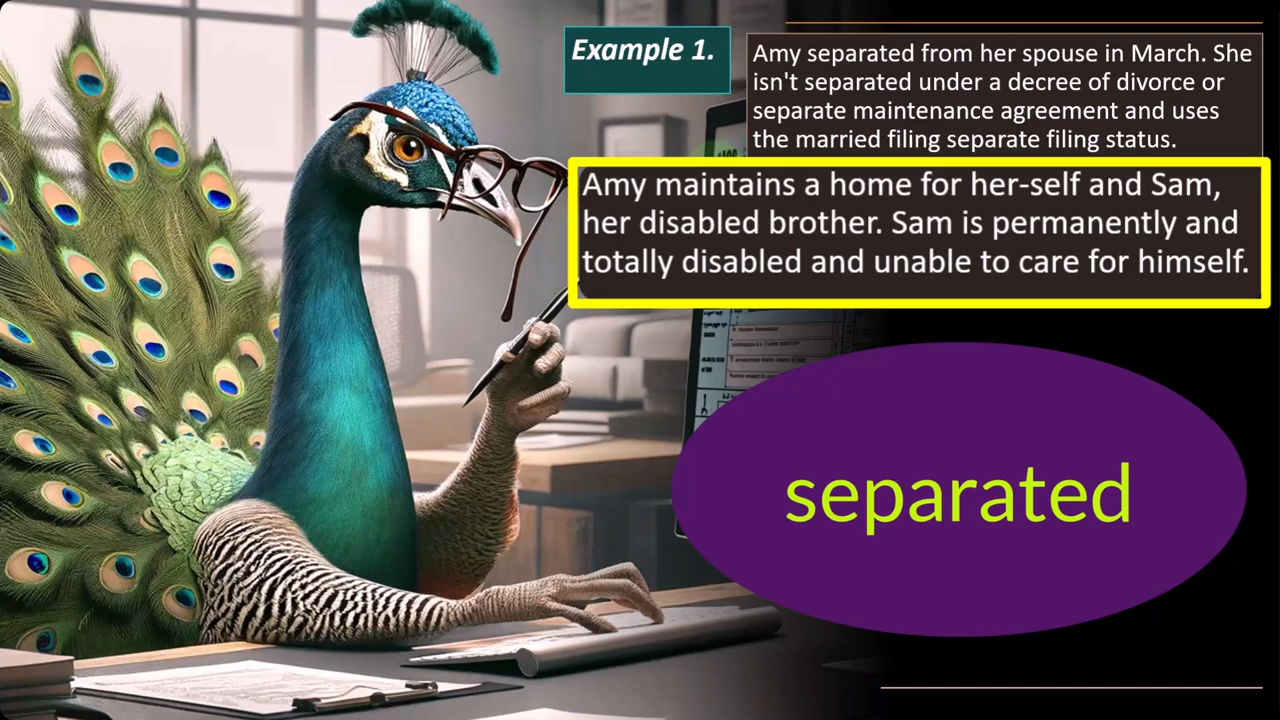 Example 1.
Amy separated from her spouse in March. She
isn't separated under a decree of divorce or
separate maintenance agreement and uses
the married filing separate filing status.
Amy maintains a home for her-self and Sam,
her disabled brother. Sam is permanently and
totally disabled and unable to care for himself.
separated